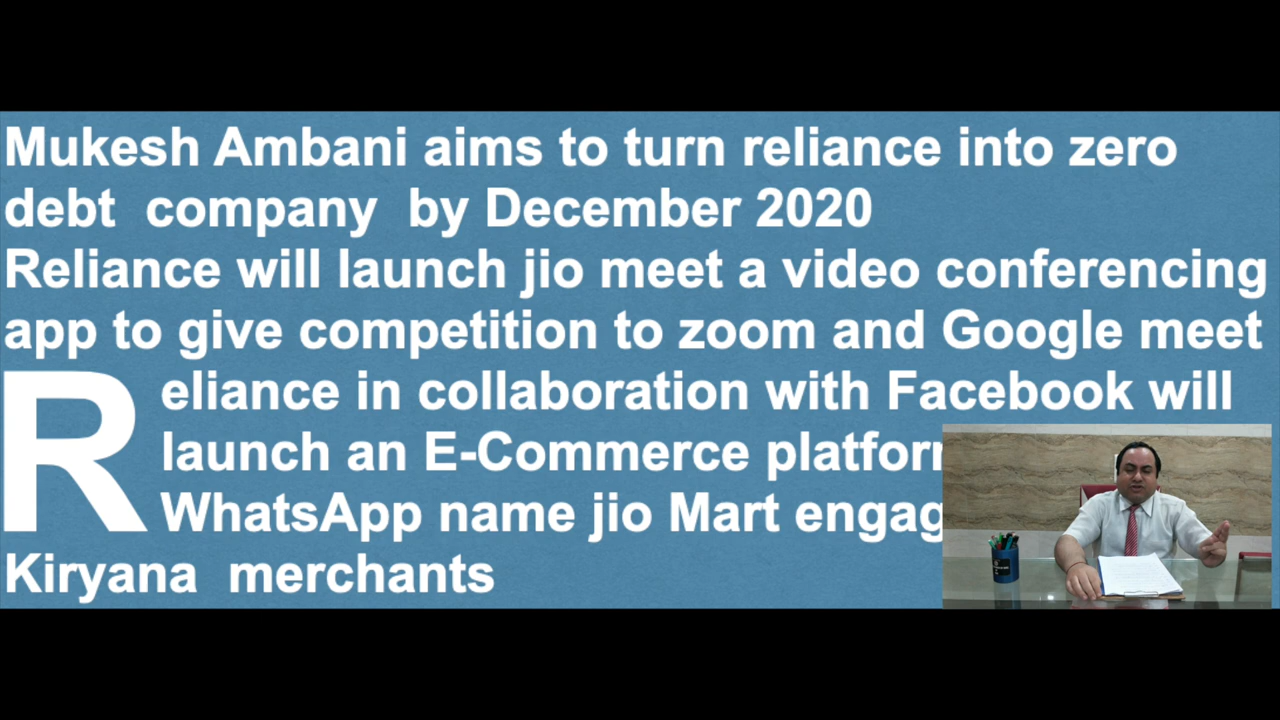 Mukesh Ambani aims to turn reliance into zero
debt company by December 2020
Reliance will launch jio meet a video conferencing
app to give competition to zoom and Google meet
Reliance in collaboration with Facebook will
launch an E-Commerce
WhatsApp name jio Mart
Kiryana merchants